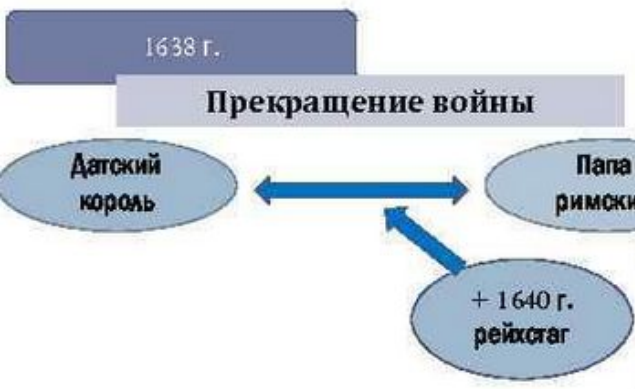 1638 г.
Прекращение войны
Датский
король
Папа
римски
+ 1640 г.
рейхстаг